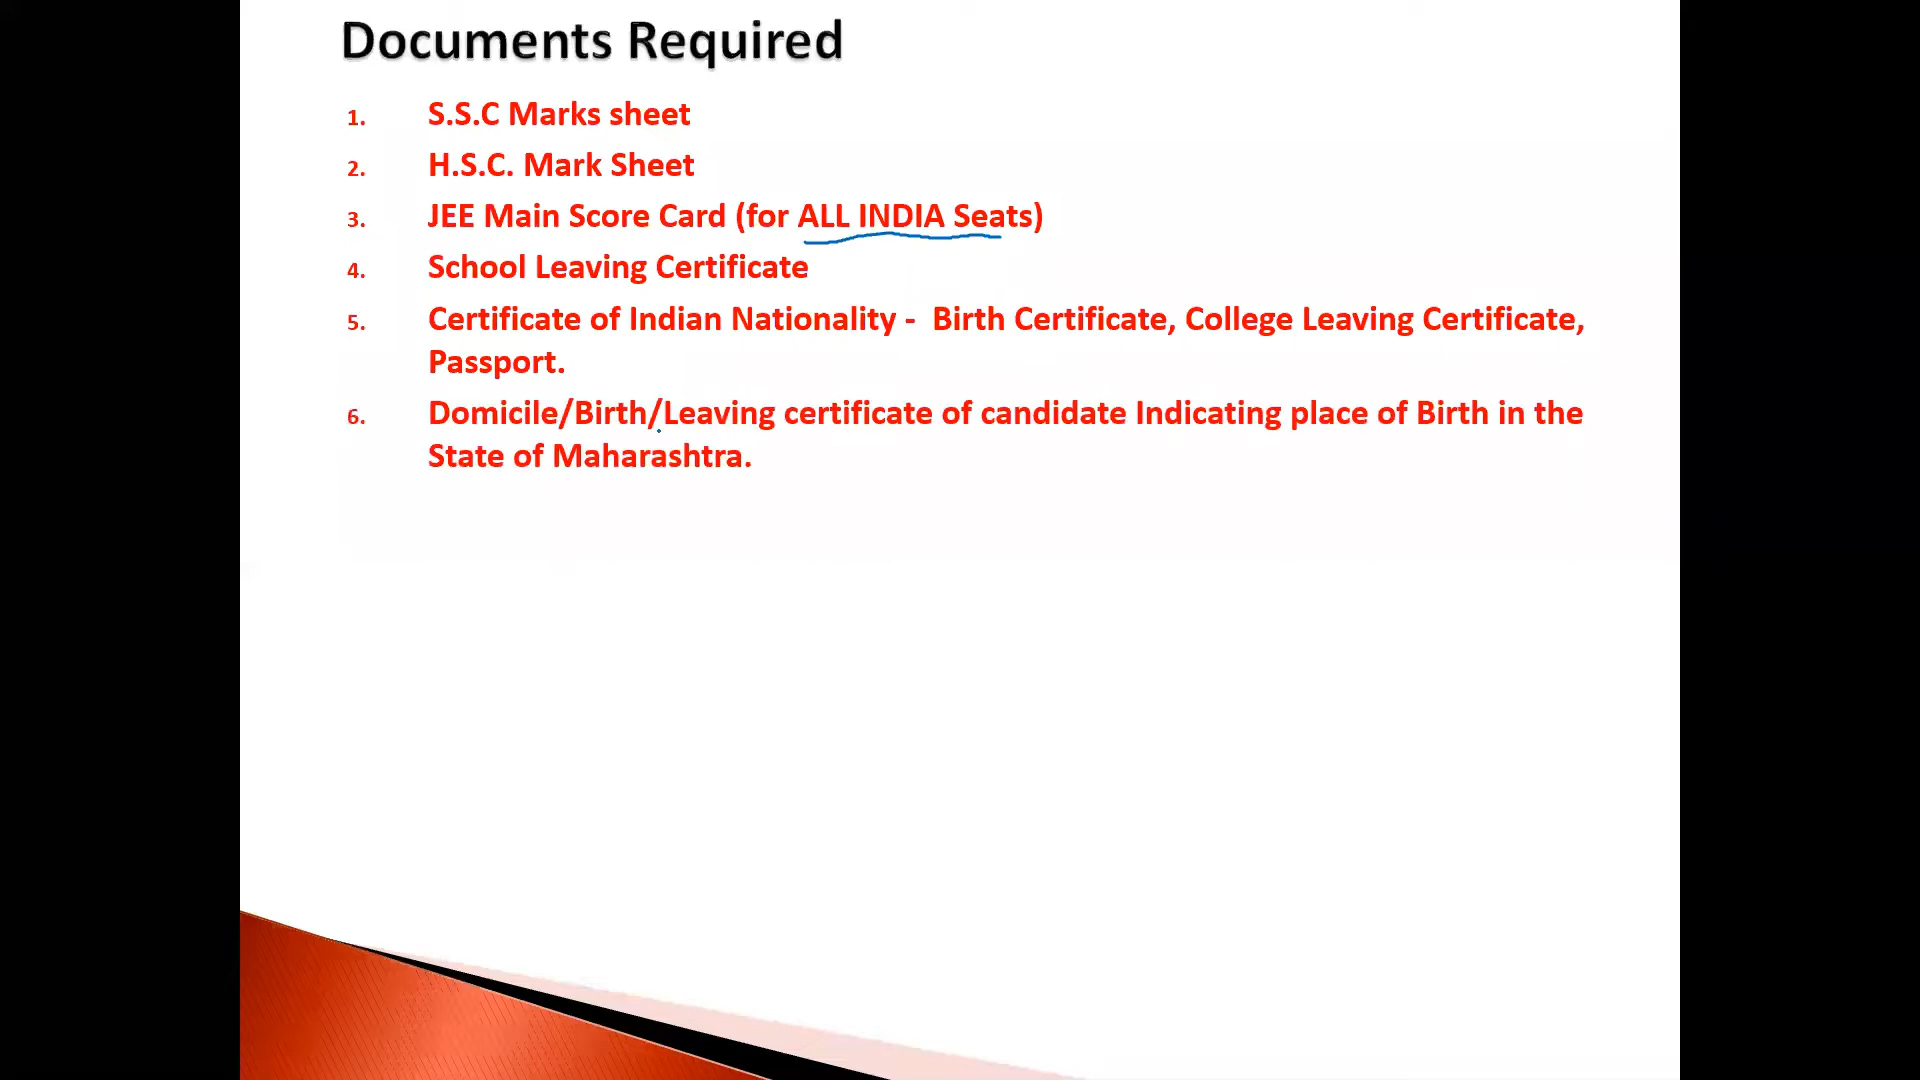 Documents Required
1. S.S.C Marks sheet
2. H.S.C. Mark Sheet
3. JEE Main Score Card (for ALL INDIA Seats)
4. School Leaving Certificate
5. Certificate of Indian Nationality - Birth Certificate, College Leaving Certificate,
Passport.
6. Domicile/Birth/Leaving certificate of candidate Indicating place of Birth in the
State of Maharashtra.